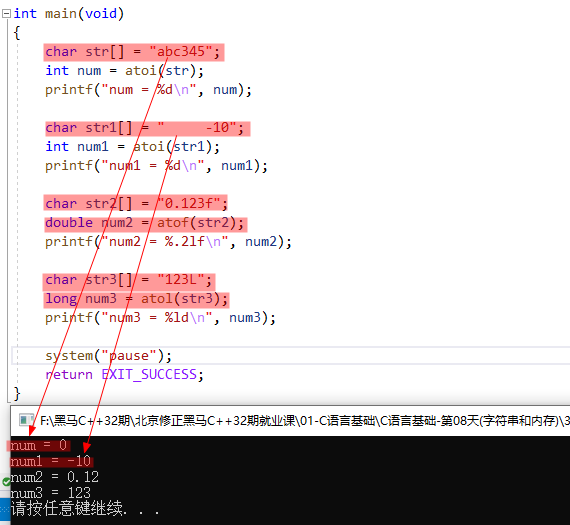 int main(void)
{
char str[] = "abc345";
int num = atoi(str);
printf("num = %d\n", num);
char str1[] = "      -10";
int num1 = atoi(str1);
printf("num1 = %d\n", num1);
char str2[] = "0.123f";
double num2 = atof(str2);
printf("num2 = %.2lf\n", num2);
char str3[] = "123L";
long num3 = atol(str3);
printf("num3 = %ld\n", num3);
system("pause");
return EXIT_SUCCESS;
}
F:\黑马C++32期\北京修正黑马C++32期就业课\01-C语言基础\C语言基础-第08天(字符串和内存)\3
num = 0
num1 = -10
num2 = 0.12
num3 = 123
请按任意键继续. . .